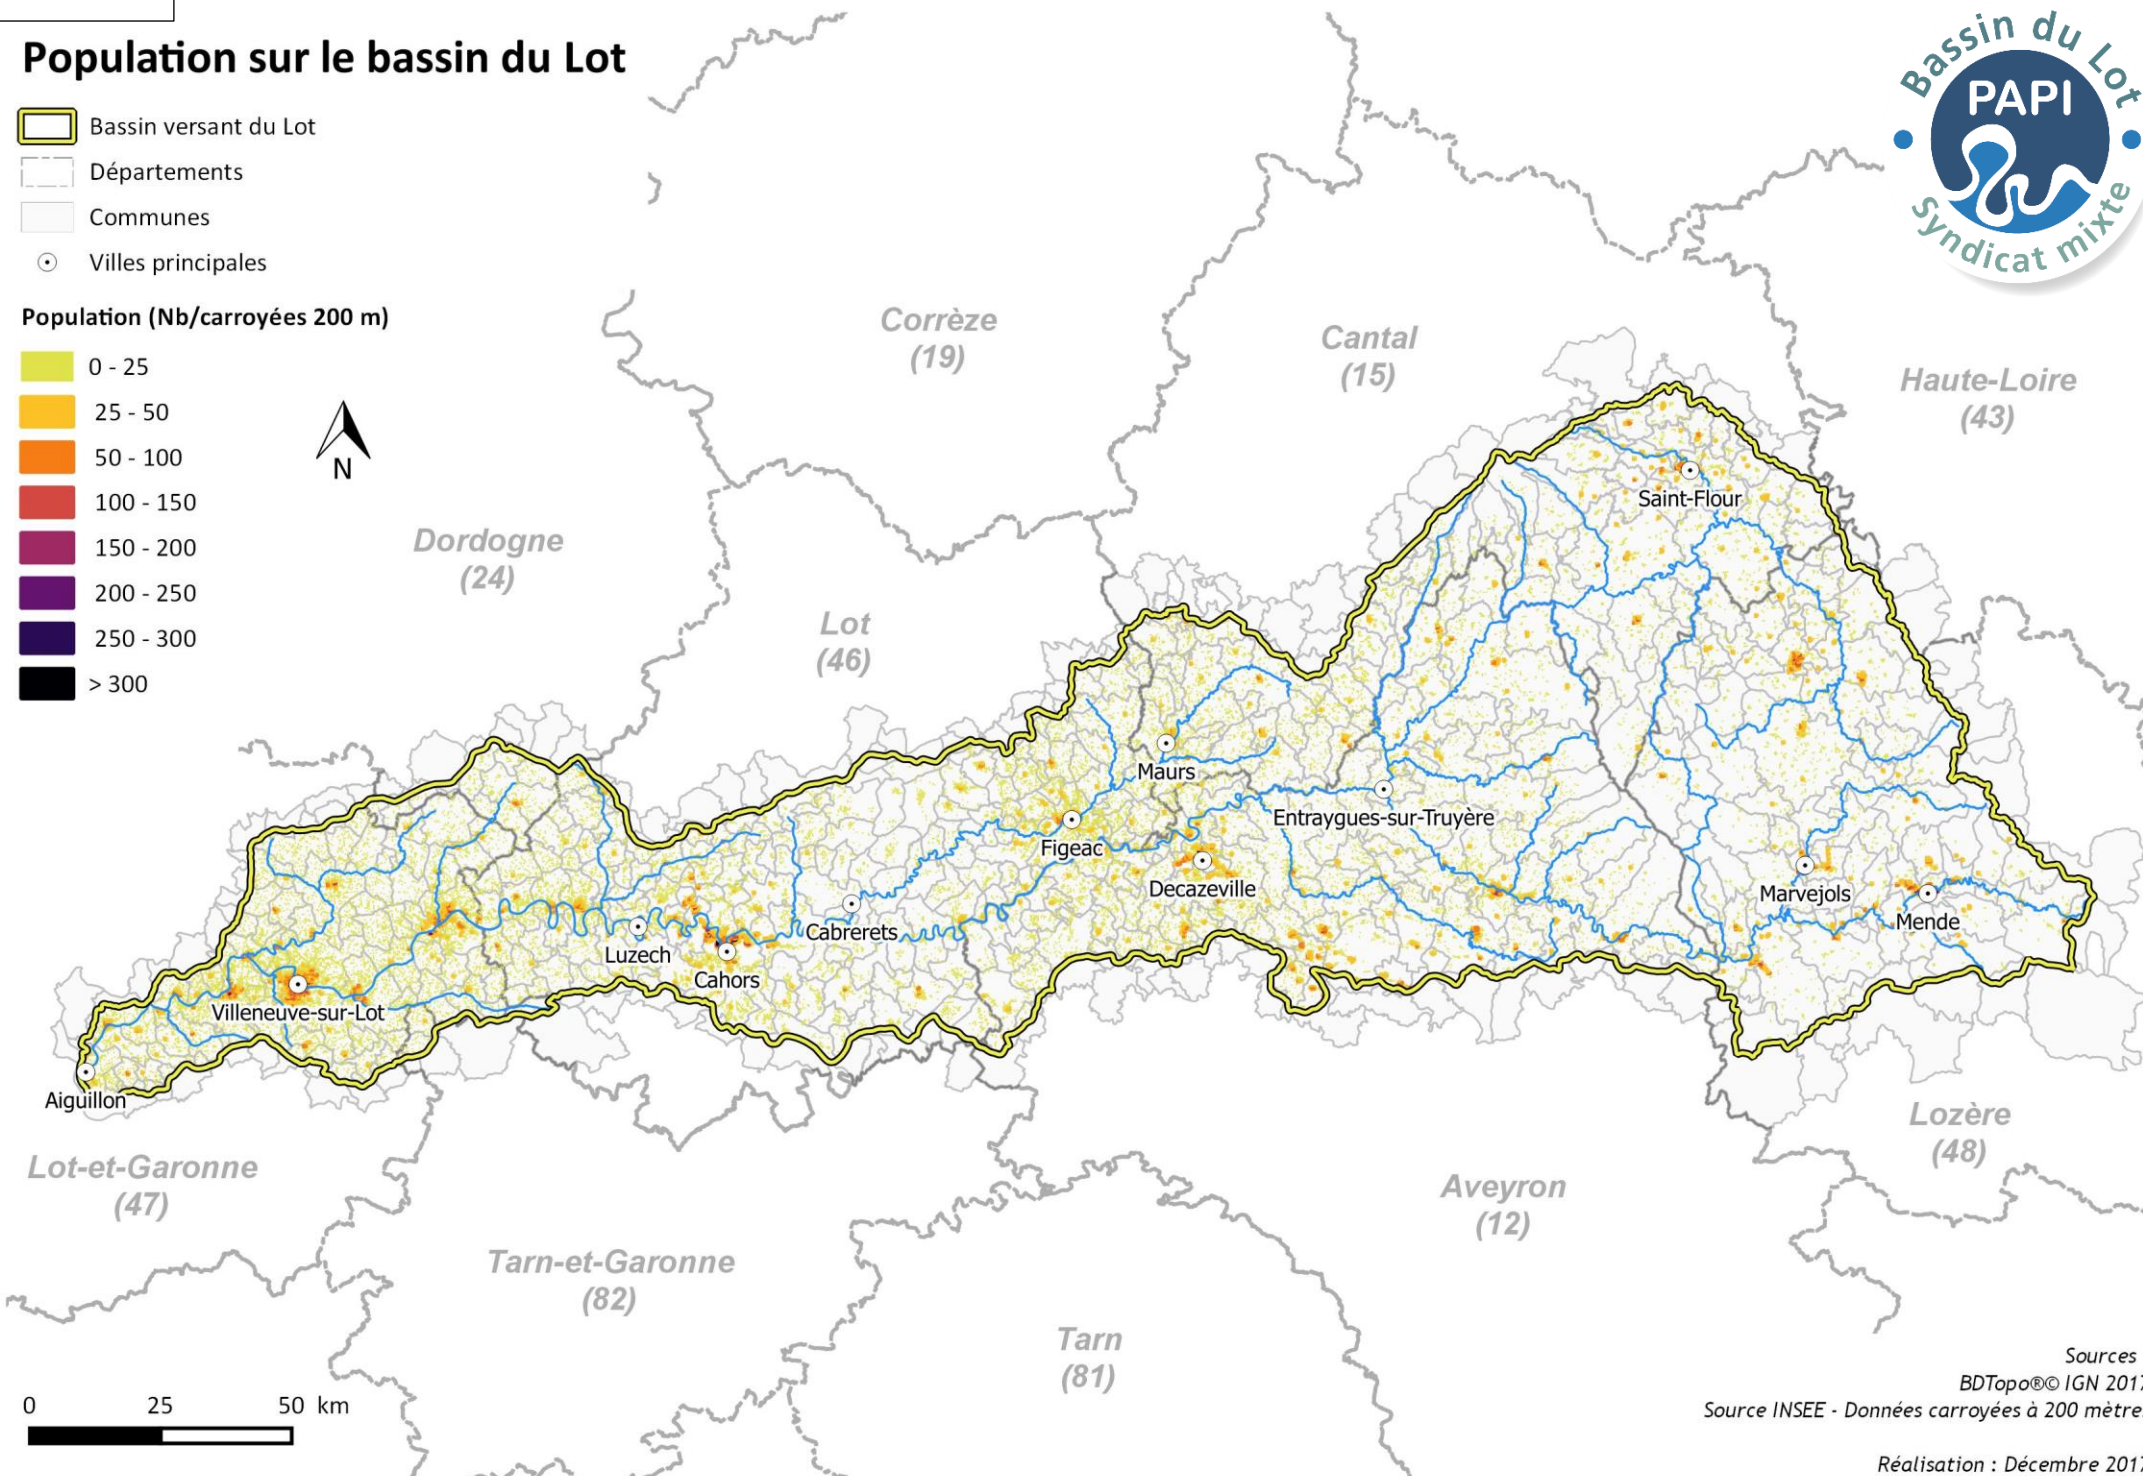 Population sur le bassin du Lot
Bassin versant du Lot
Départements
Communes
Villes principales
Population (Nb/carroyées 200 m)
0 - 25
25 - 50
50 - 100
100 - 150
150 - 200
200 - 250
250 - 300
> 300
N
Bassin du Lot
PAPI
Syndicat mixte
Corrèze
(19)
Cantal
(15)
Haute-Loire
(43)
Dordogne
(24)
Lot
(46)
Saint-Flour
Maurs
Entraygues-sur-Truyère
Figeac
Decazeville
Marvejols
Mende
Cabrerets
Luzech
Cahors
Villeneuve-sur-Lot
Aiguillon
Lot-et-Garonne
(47)
Tarn-et-Garonne
(82)
Tarn
(81)
Aveyron
(12)
Lozère
(48)
0 25 50 km
Sources
BDTopo®© IGN 2017
Source INSEE - Données carroyées à 200 mètre
Réalisation : Décembre 2017